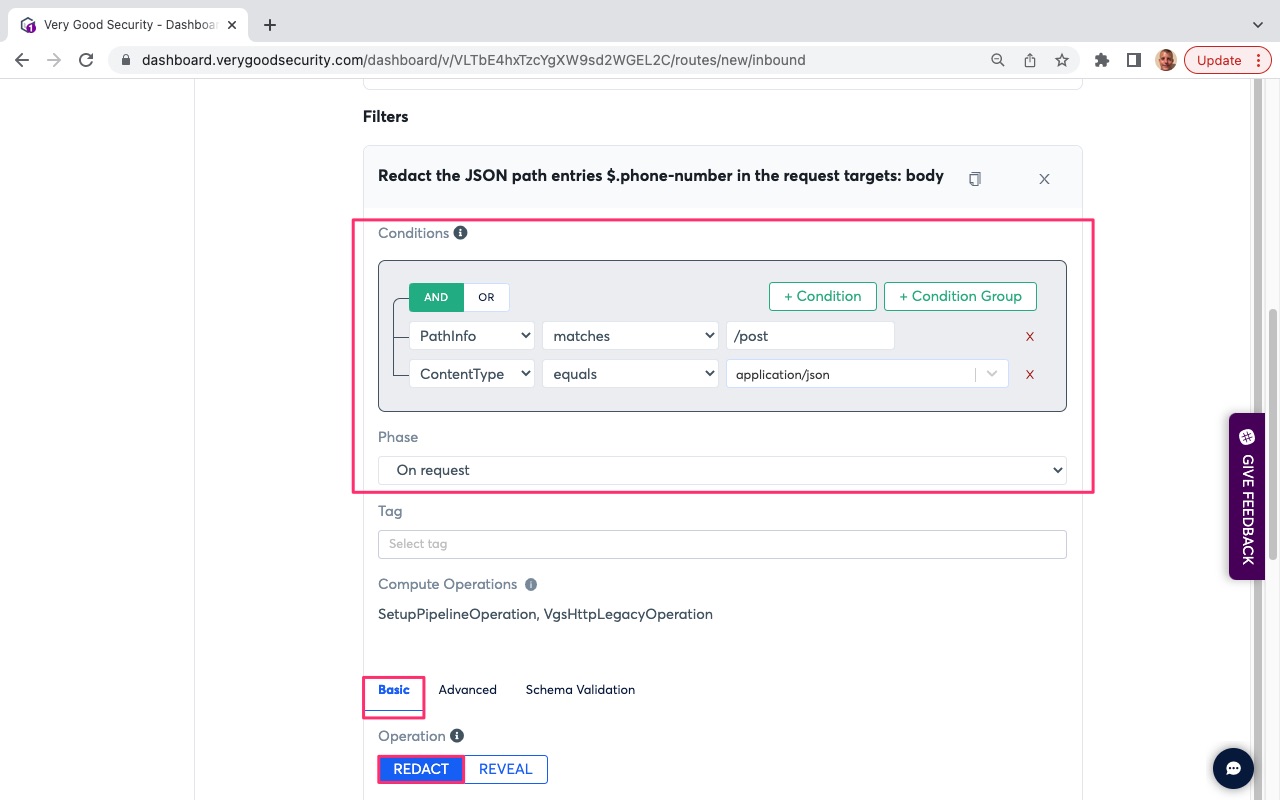 Very Good Security - Dashboar
dashboard.verygoodsecurity.com/dashboard/v/VLTbE4hxTzcYgXW9sd2WGEL2C/routes/new/inbound
Update
Filters
Redact the JSON path entries $.phone-number in the request targets: body
Conditions
AND OR + Condition + Condition Group
PathInfo matches /post X
ContentType equals application/json X
Phase
On request
Tag
Select tag
Compute Operations
SetupPipelineOperation, VgsHttpLegacyOperation
Basic Advanced Schema Validation
Operation
REDACT REVEAL
GIVE FEEDBACK